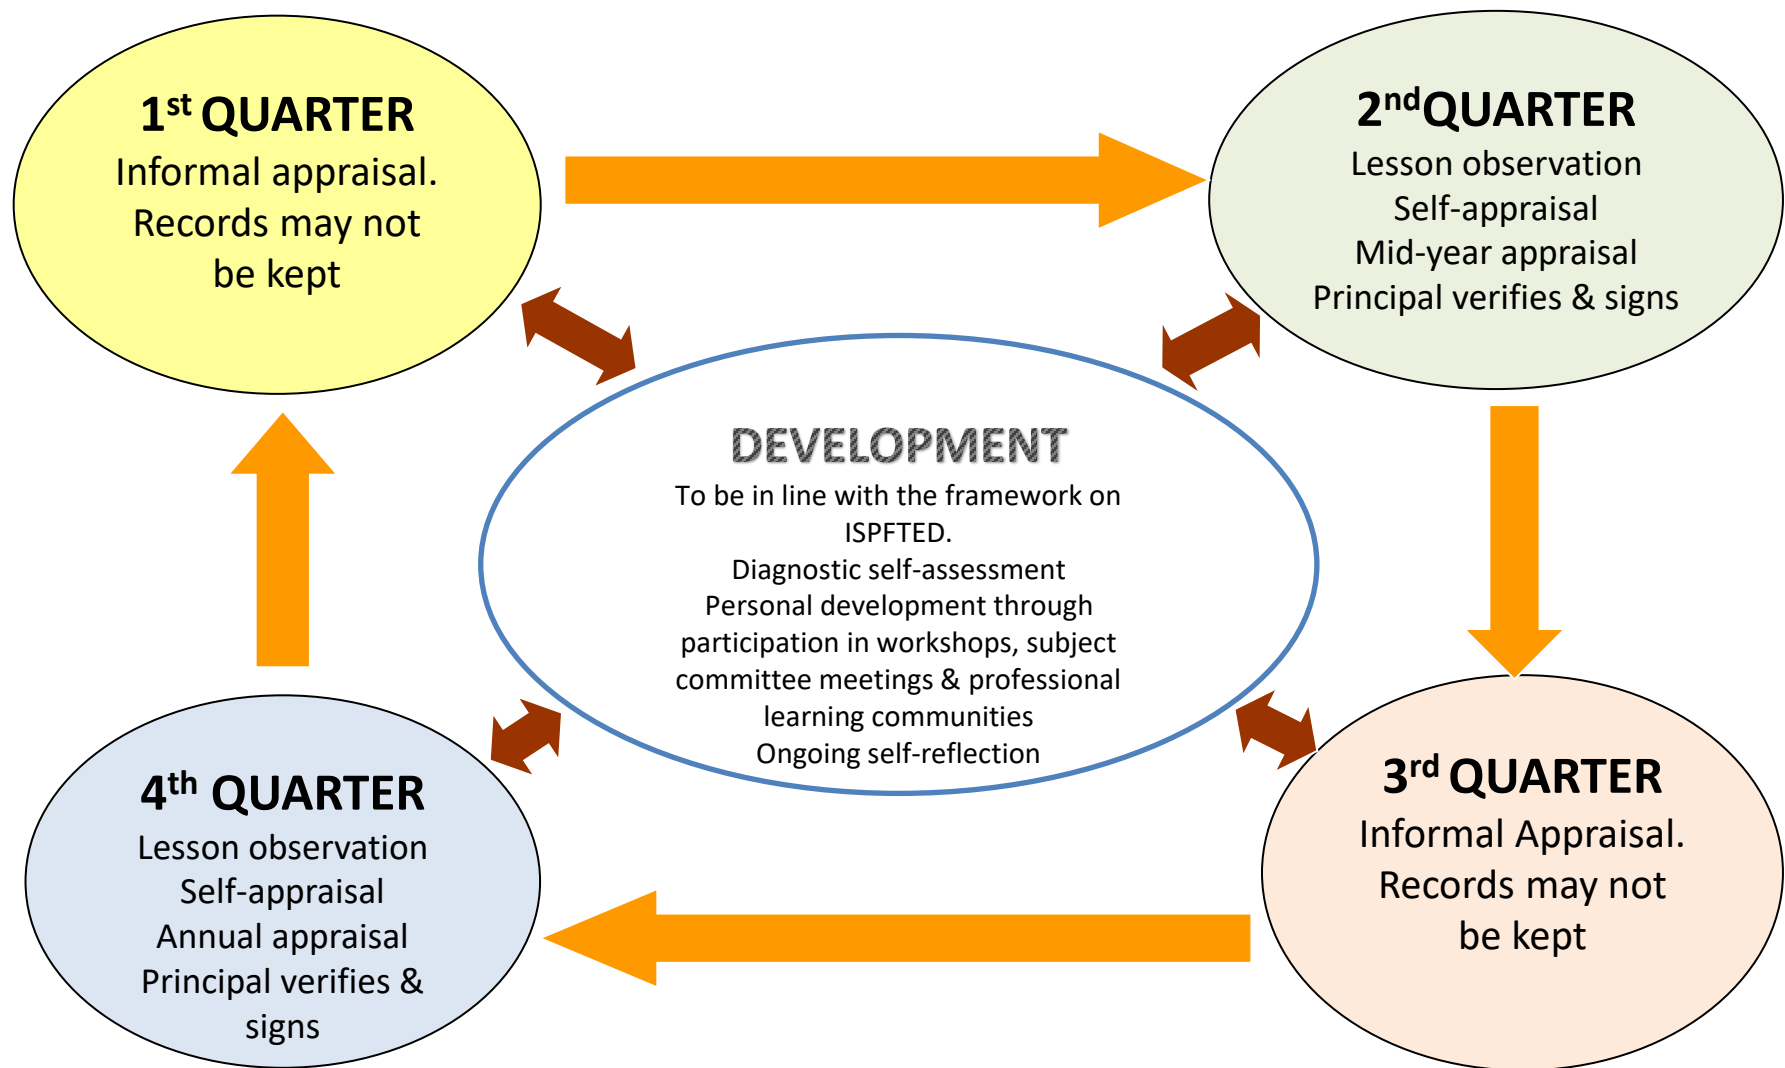 1st QUARTER
Informal appraisal.
Records may not
be kept
2ndQUARTER
Lesson observation
Self-appraisal
Mid-year appraisal
Principal verifies & signs
DEVELOPMENT
To be in line with the framework on
ISPFTED.
Diagnostic self-assessment
Personal development through
participation in workshops, subject
committee meetings & professional
learning communities
Ongoing self-reflection
4th QUARTER
Lesson observation
Self-appraisal
Annual appraisal
Principal verifies &
signs
3rd QUARTER
Informal Appraisal.
Records may not
be kept